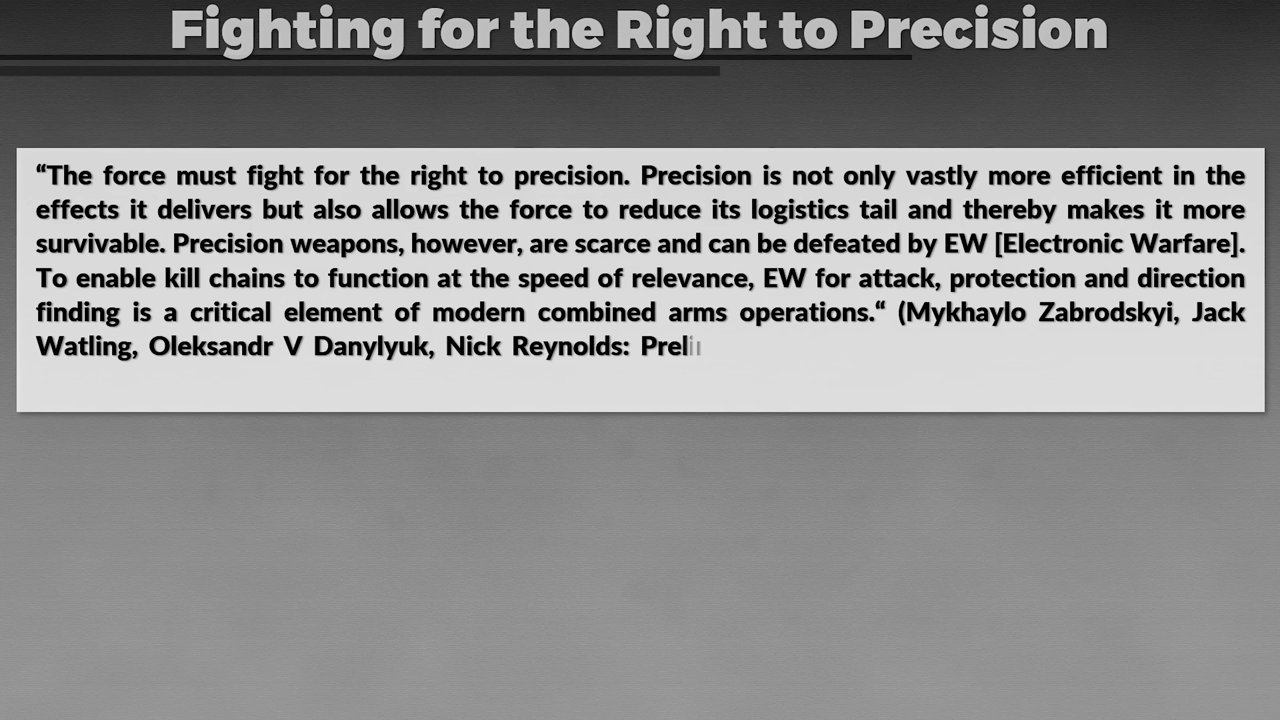 Fighting for the Right to Precision
“The force must fight for the right to precision. Precision is not only vastly more efficient in the
effects it delivers but also allows the force to reduce its logistics tail and thereby makes it more
survivable. Precision weapons, however, are scarce and can be defeated by EW [Electronic Warfare].
To enable kill chains to function at the speed of relevance, EW for attack, protection and direction
finding is a critical element of modern combined arms operations.“ (Mykhaylo Zabrodskyi, Jack
Watling, Oleksandr V Danylyuk, Nick Reynolds: